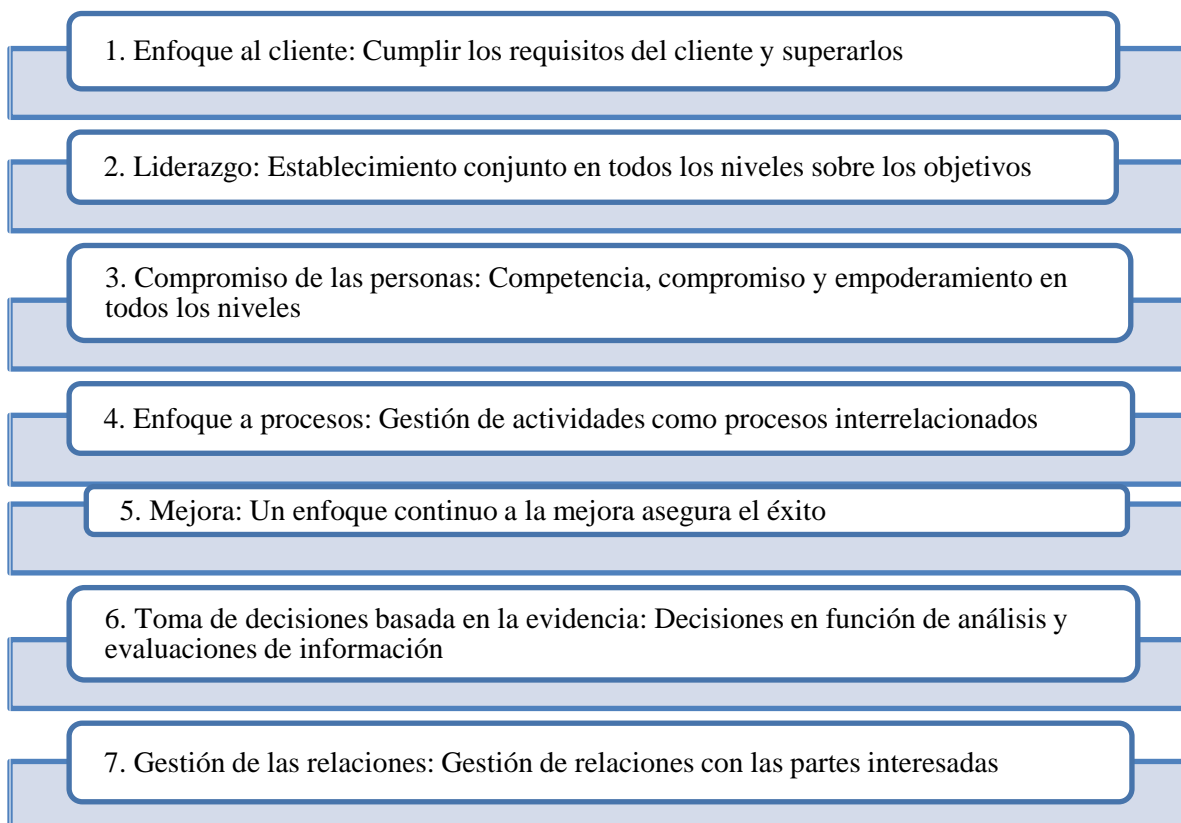 1. Enfoque al cliente: Cumplir los requisitos del cliente y superarlos
2. Liderazgo: Establecimiento conjunto en todos los niveles sobre los objetivos
3. Compromiso de las personas: Competencia, compromiso y empoderamiento en
todos los niveles
4. Enfoque a procesos: Gestión de actividades como procesos interrelacionados
5. Mejora: Un enfoque continuo a la mejora asegura el éxito
6. Toma de decisiones basada en la evidencia: Decisiones en función de análisis y
evaluaciones de información
7. Gestión de las relaciones: Gestión de relaciones con las partes interesadas